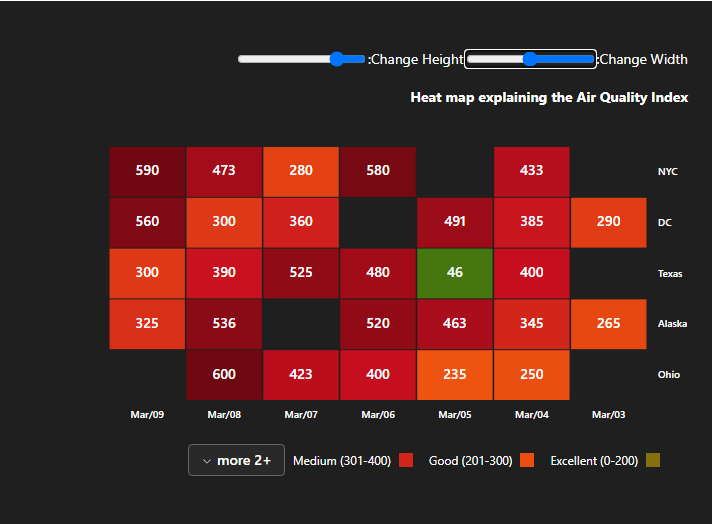 :Change Height :Change Width
Heat map explaining the Air Quality Index
590 473 280 580 433 NYC
560 300 360 491 385 290 DC
300 390 525 480 46 400 Texas
325 536 520 463 345 265 Alaska
600 423 400 235 250 Ohio
Mar/09 Mar/08 Mar/07 Mar/06 Mar/05 Mar/04 Mar/03
more 2+ Medium (301-400) Good (201-300) Excellent (0-200)